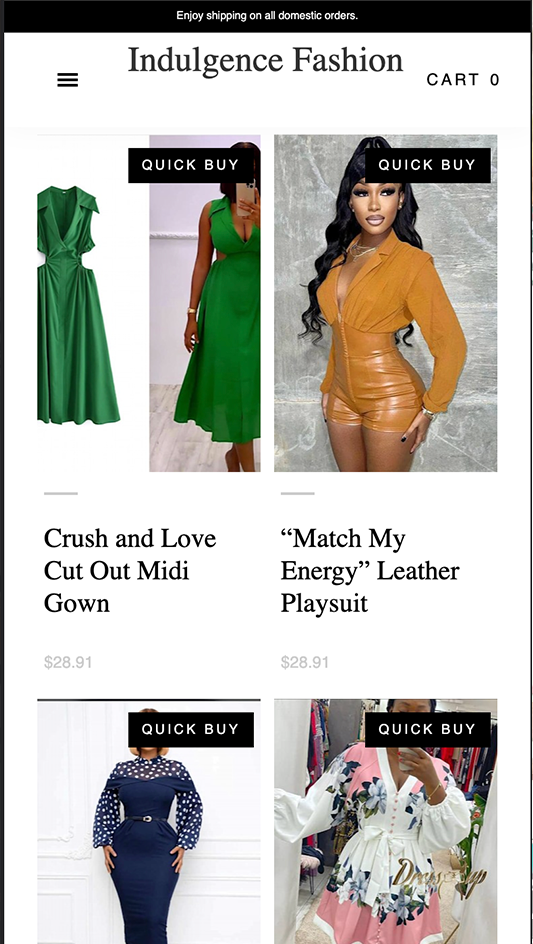 Enjoy shipping on all domestic orders.
Indulgence Fashion
CART 0
QUICK BUY
QUICK BUY
Crush and Love
Cut Out Midi
Gown
$28.91
“Match My
Energy” Leather
Playsuit
$28.91
QUICK BUY
QUICK BUY